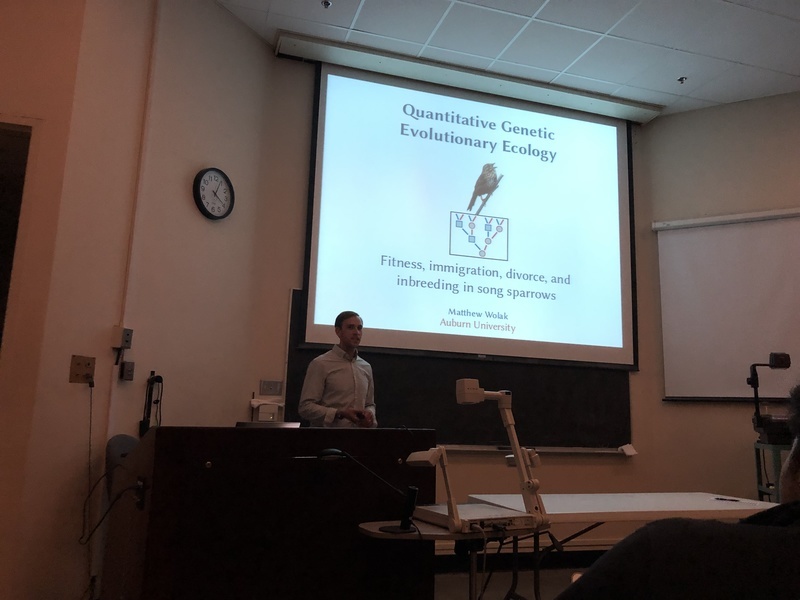 Quantitative Genetic
Evolutionary Ecology
Fitness, immigration, divorce, and
inbreeding in song sparrows
Matthew Wolak
Auburn University